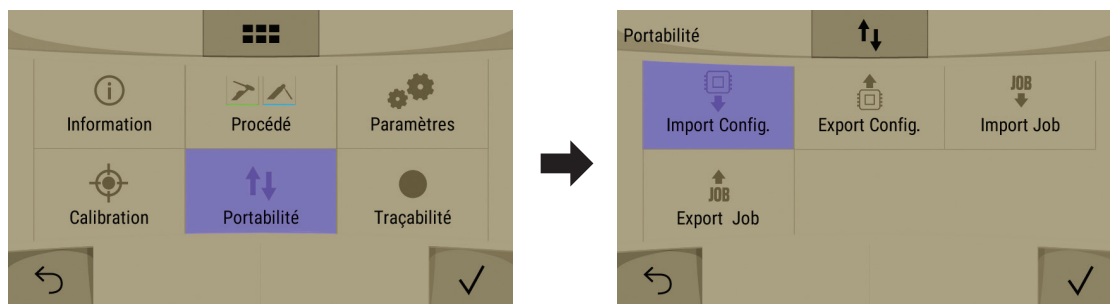 Information Procédé Paramètres
Calibration Portabilité Traçabilité
Portabilité
JOB
Import Config. Export Config. Import Job
JOB
Export Job